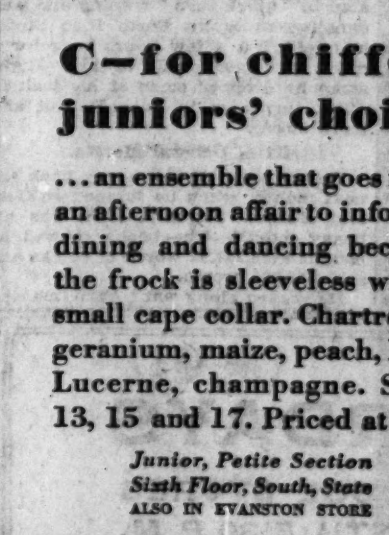 C—for chiff
juniors' choi
...an ensemble that goes
an afternoon affair to info
dining and dancing bec
the frock is sleeveless w
small cape collar. Chartr
geranium, maize, peach,
Lucerne, champagne. S
13, 15 and 17. Priced at
Junior, Petite Section
Sixth Floor, South, State
ALSO IN EVANSTON STORE